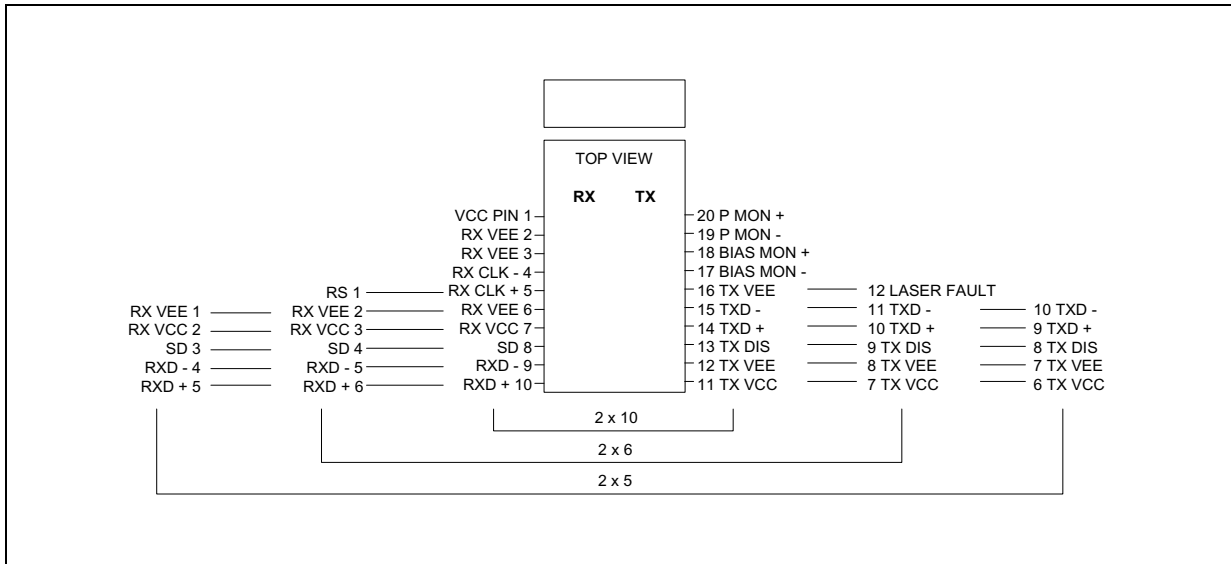 TOP VIEW
RX TX
VCC PIN 1 20 P MON +
RX VEE 2 19 P MON -
RX VEE 3 18 BIAS MON +
RX CLK - 4 17 BIAS MON -
RS 1 RX CLK + 5 16 TX VEE 12 LASER FAULT
RX VEE 1 RX VEE 2 RX VEE 6 15 TXD - 11 TXD - 10 TXD -
RX VCC 2 RX VCC 3 RX VCC 7 14 TXD + 10 TXD + 9 TXD +
SD 3 SD 4 SD 8 13 TX DIS 9 TX DIS 8 TX DIS
RXD - 4 RXD - 5 RXD - 9 12 TX VEE 8 TX VEE 7 TX VEE
RXD + 5 RXD + 6 RXD + 10 11 TX VCC 7 TX VCC 6 TX VCC
2 x 10
2 x 6
2 x 5